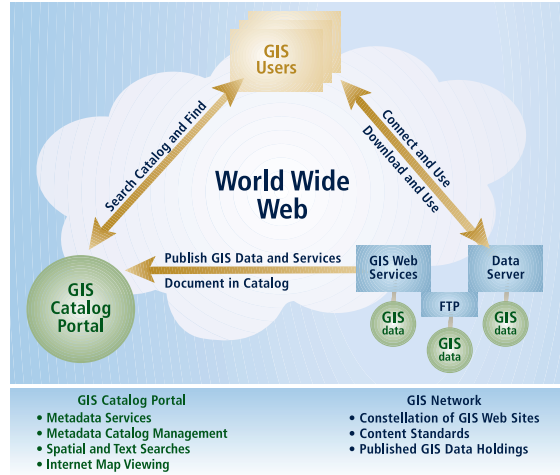 GIS
Users
Search Catalog and Find
Connect and Use
Download and Use
World Wide
Web
Publish GIS Data and Services
Document in Catalog
GIS
Catalog
Portal
GIS Web
Services
Data
Server
FTP
GIS
data
GIS
data
GIS
data
GIS Catalog Portal
• Metadata Services
• Metadata Catalog Management
• Spatial and Text Searches
• Internet Map Viewing
GIS Network
• Constellation of GIS Web Sites
• Content Standards
• Published GIS Data Holdings